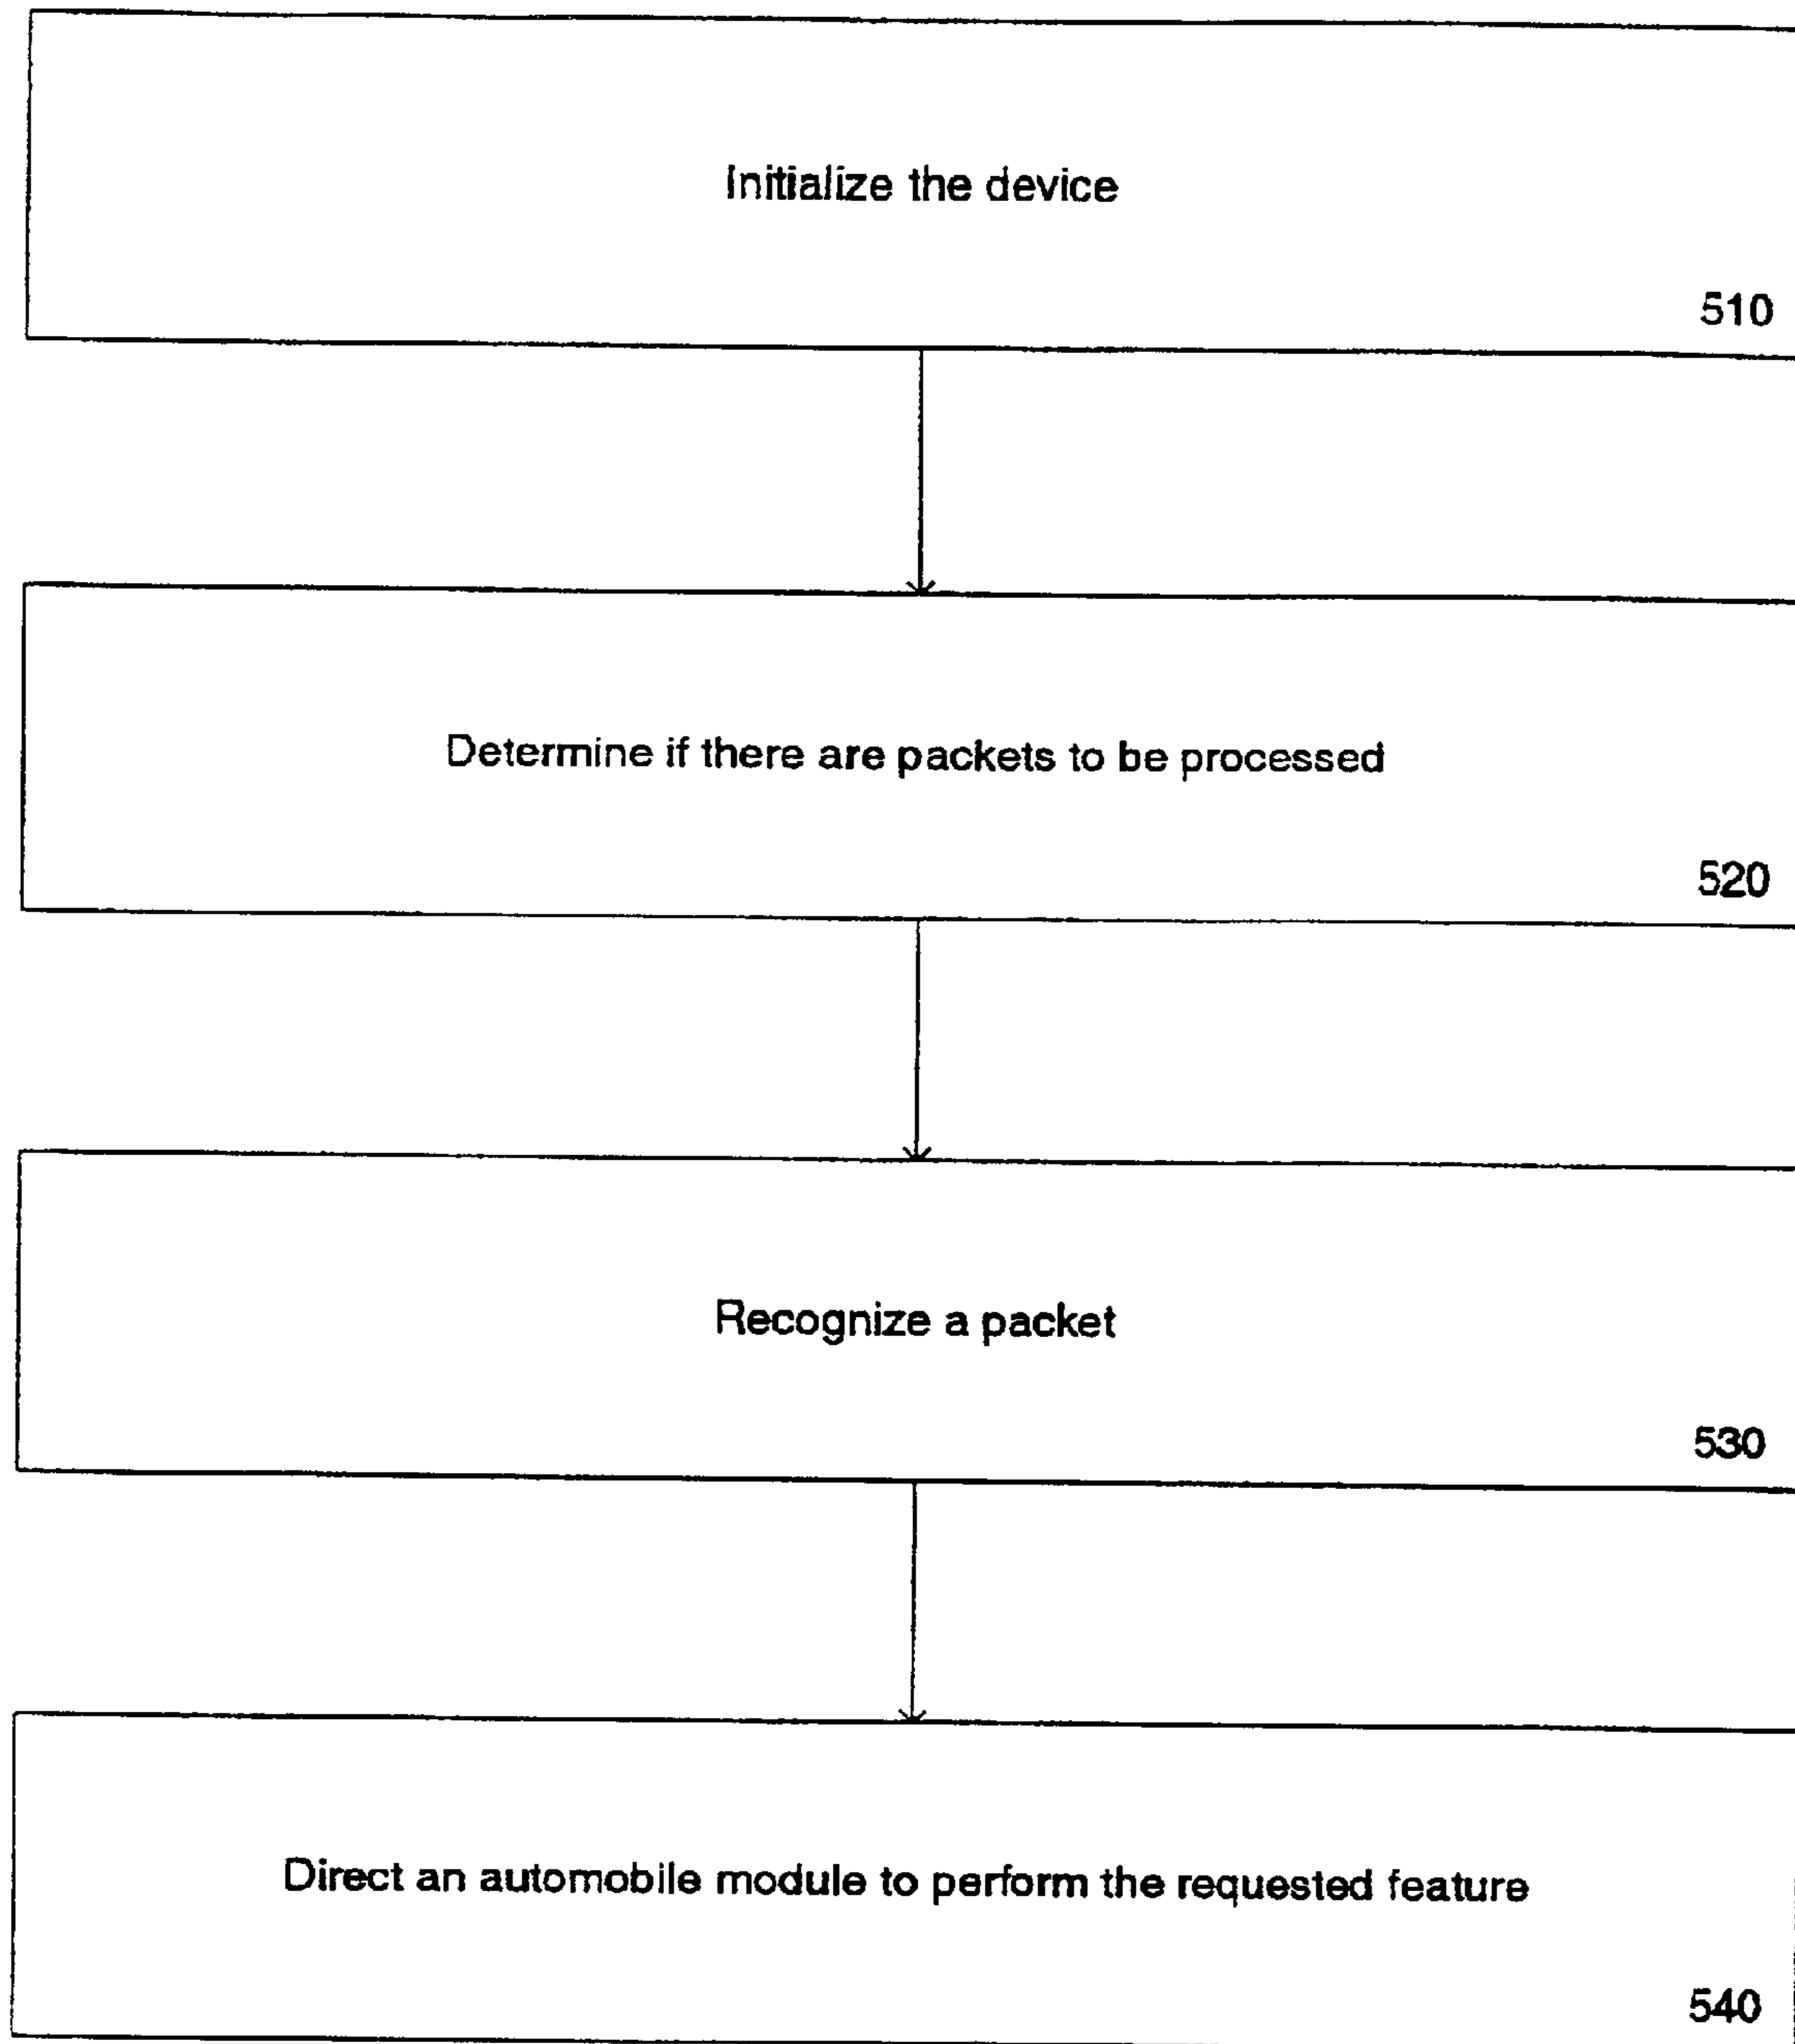 Initialize the device
510
Determine if there are packets to be processed
520
Recognize a packet
530
Direct an automobile module to perform the requested feature
540